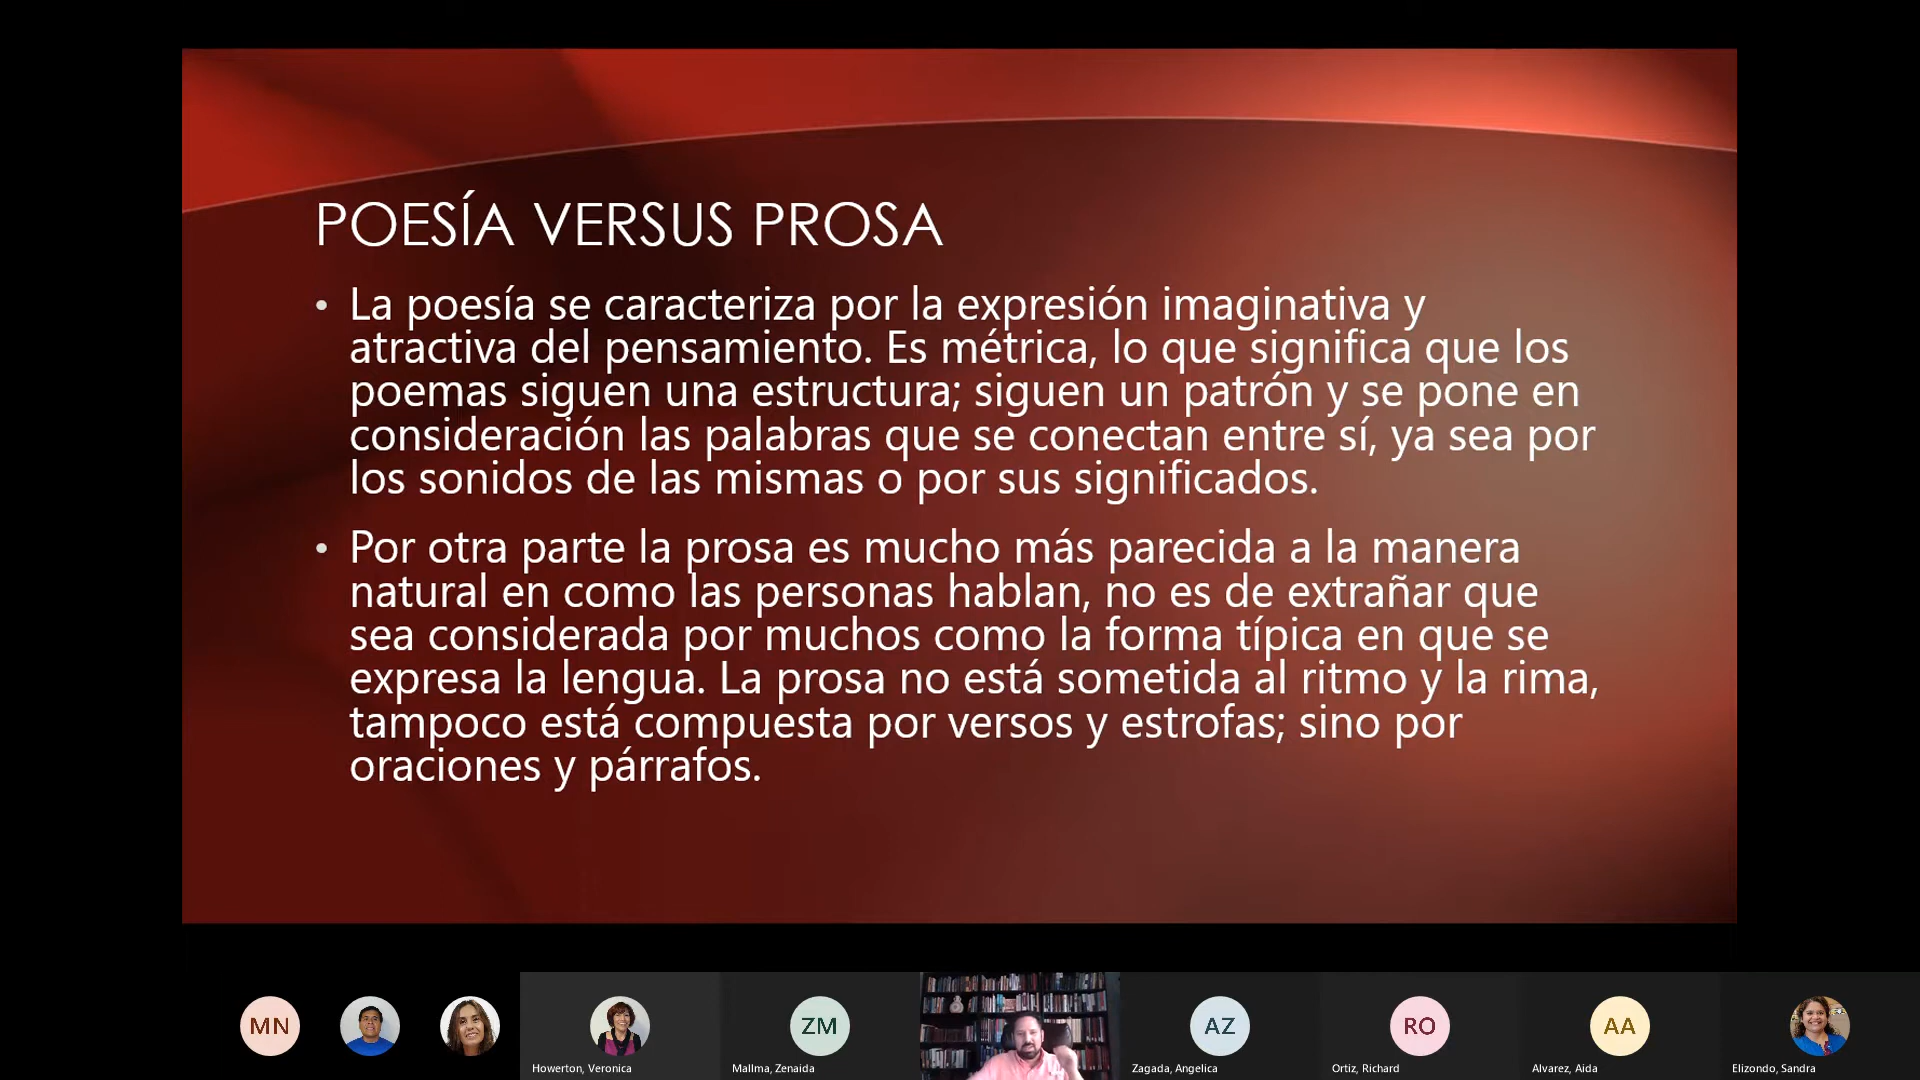 POESÍA VERSUS PROSA
• La poesía se caracteriza por la expresión imaginativa y
atractiva del pensamiento. Es métrica, lo que significa que los
poemas siguen una estructura; siguen un patrón y se pone en
consideración las palabras que se conectan entre sí, ya sea por
los sonidos de las mismas o por sus significados.
• Por otra parte la prosa es mucho más parecida a la manera
natural en como las personas hablan, no es de extrañar que
sea considerada por muchos como la forma típica en que se
expresa la lengua. La prosa no está sometida al ritmo y la rima,
tampoco está compuesta por versos y estrofas; sino por
oraciones y párrafos.
MN
ZM
AZ
RO
AA
Howerton, Veronica
Mallma, Zenaida
Zagada, Angelica
Ortiz, Richard
Alvarez, Aida
Elizondo, Sandra